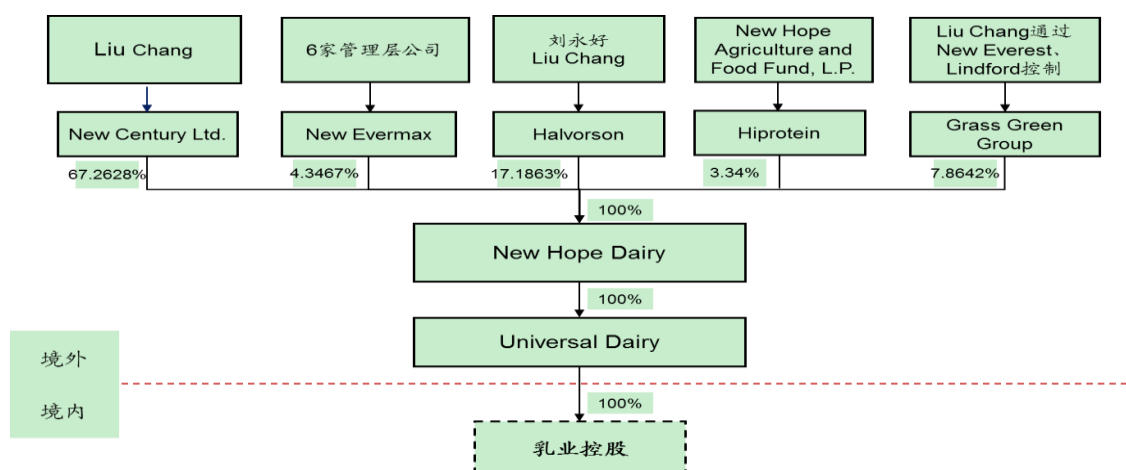 Liu Chang
6家管理层公司
刘永好
Liu Chang
New Hope
Agriculture and
Food Fund, L.P.
Liu Chang通过
New Everest、
Lindford控制
New Century Ltd.
New Evermax
Halvorson
Hiprotein
Grass Green
Group
67.2628%
4.3467%
17.1863%
3.34%
7.8642%
100%
New Hope Dairy
100%
Universal Dairy
境外
境内
100%
乳业控股